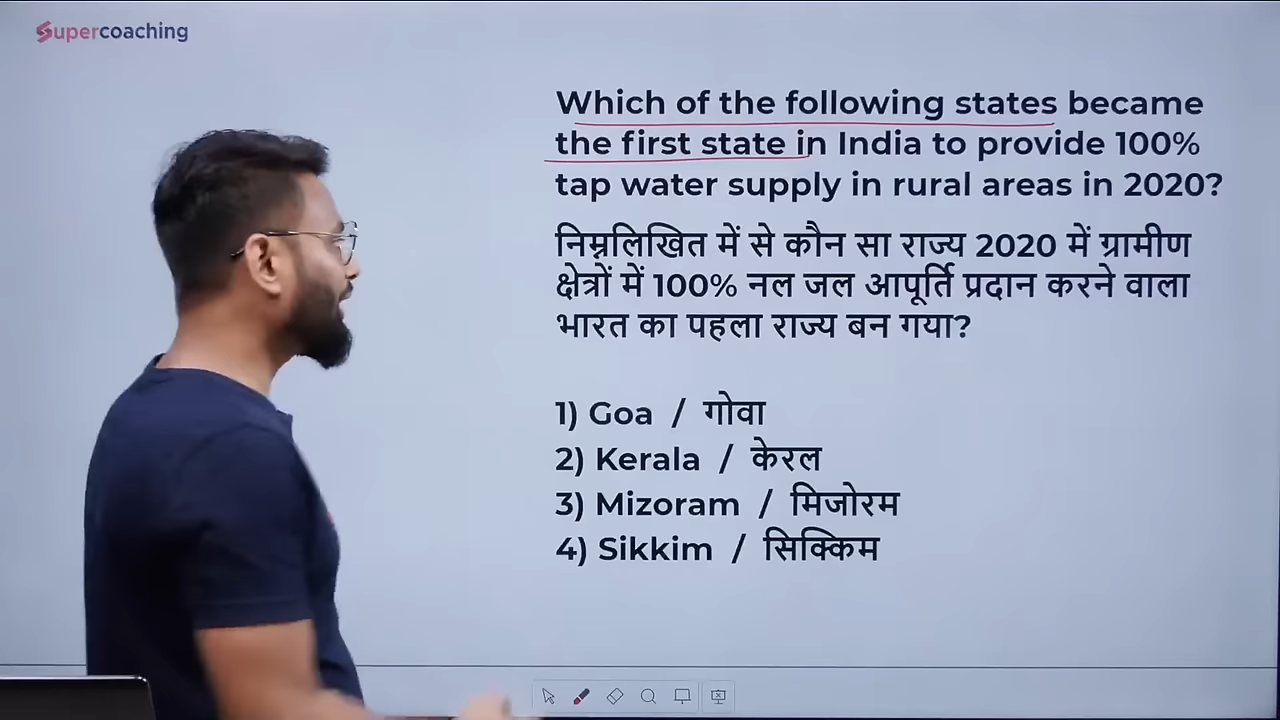 Supercoaching
Which of the following states became
the first state in India to provide 100%
tap water supply in rural areas in 2020?
निम्नलिखित में से कौन सा राज्य 2020 में ग्रामीण
क्षेत्रों में 100% नल जल आपूर्ति प्रदान करने वाला
भारत का पहला राज्य बन गया?
1) Goa / गोवा
2) Kerala / केरल
3) Mizoram / मिजोरम
4) Sikkim / सिक्किम